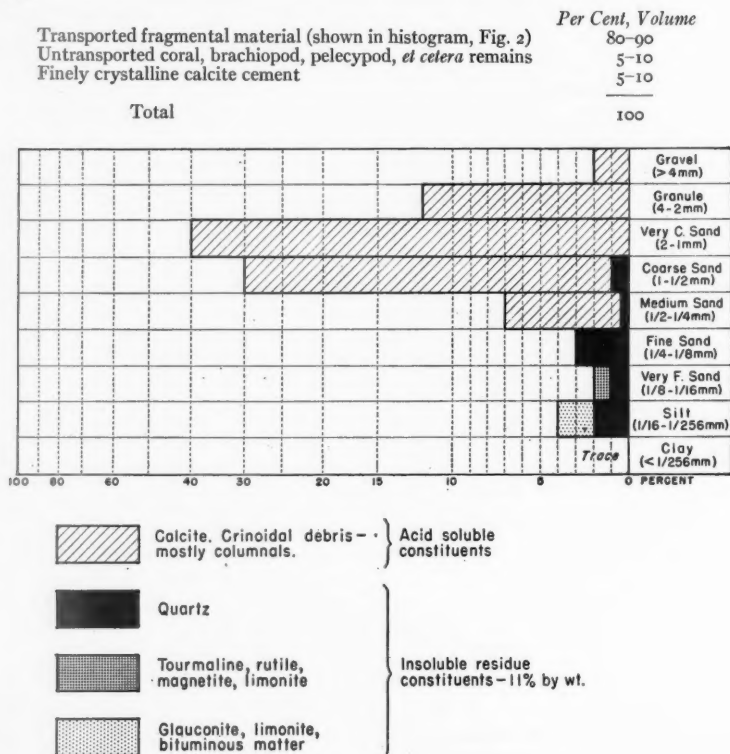 Per Cent, Volume
Transported fragmental material (shown in histogram, Fig. 2) 80–90
Untransported coral, brachiopod, pelecypod, et cetera remains 5–10
Finely crystalline calcite cement 5–10
Total 100
Gravel
(>4mm)
Granule
(4-2mm)
Very C. Sand
(2-1mm)
Coarse Sand
(1-1/2mm)
Medium Sand
(1/2-1/4mm)
Fine Sand
(1/4-1/8mm)
Very F. Sand
(1/8-1/16mm)
Silt
(1/16-1/256mm)
Trace Clay
(<1/256mm)
100 80 60 40 30 20 15 10 5 0 PERCENT
Calcite. Crinoidal debris–
mostly columnals.
Acid soluble
constituents
Quartz
Tourmaline, rutile,
magnetite, limonite
Insoluble residue
constituents–11% by wt.
Glauconite, limonite,
bituminous matter